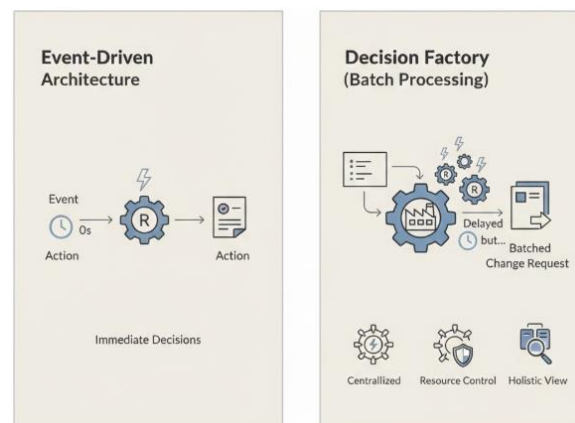 Event-Driven
Architecture
Event
0s
R
Action
Action
Immediate Decisions
Decision Factory
(Batch Processing)
R
R
Delayed
but...
Batched
Change Request
Centrallized
Resource Control
Holistic View